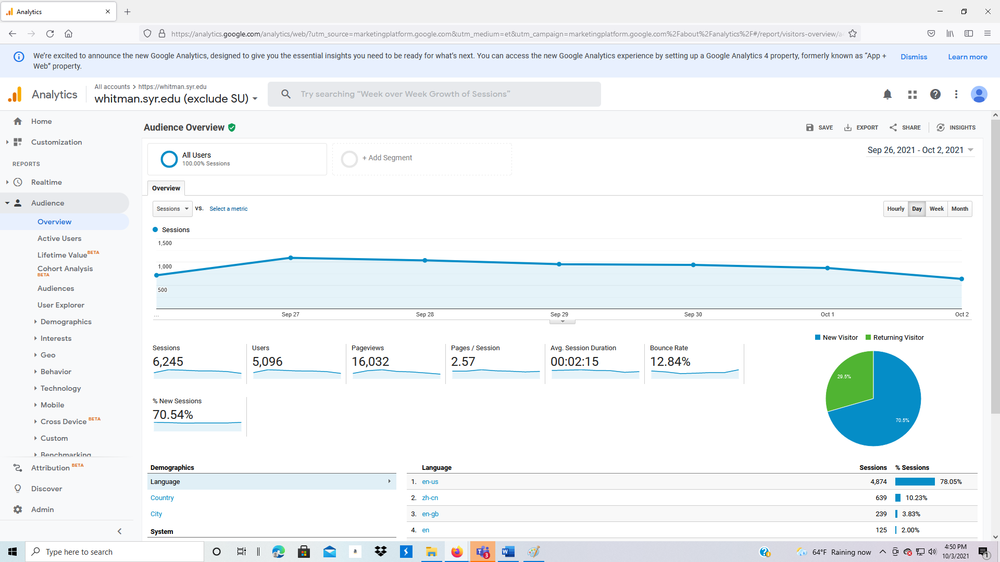 Analytics
https://analytics.google.com/analytics/web/?utm_source=marketingplatform.google.com&utm_medium=et&utm_campaign=marketingplatform.google.com%2Fabout%2Fanalytics%2F#/report/visitors-overview/a
We're excited to announce the new Google Analytics, designed to give you the essential insights you need to be ready for what's next. You can access the new Google Analytics experience by setting up a Google Analytics 4 property, formerly known as “App +
Web” property.
Dismiss
Learn more
Analytics
All accounts > https://whitman.syr.edu
whitman.syr.edu (exclude SU)
Try searching “Week over Week Growth of Sessions”
Home
Customization
REPORTS
Realtime
Audience
Overview
Active Users
Lifetime Value BETA
Cohort Analysis
BETA
Audiences
User Explorer
Demographics
Interests
Geo
Behavior
Technology
Mobile
Cross Device BETA
Custom
Benchmarking
Attribution BETA
Discover
Admin
Audience Overview
SAVE
EXPORT
SHARE
INSIGHTS
All Users
100.00% Sessions
+ Add Segment
Sep 26, 2021 - Oct 2, 2021
Overview
Sessions
VS.
Select a metric
Hourly Day Week Month
Sessions
1,500
1,000
500
... Sep 27 Sep 28 Sep 29 Sep 30 Oct 1 Oct 2
Sessions
6,245
Users
5,096
Pageviews
16,032
Pages / Session
2.57
Avg. Session Duration
00:02:15
Bounce Rate
12.84%
% New Sessions
70.54%
New Visitor Returning Visitor
29.5%
70.5%
Demographics
Language
Country
City
System
Language Sessions % Sessions
1. en-us 4,874 78.05%
2. zh-cn 639 10.23%
3. en-gb 239 3.83%
4. en 125 2.00%
Type here to search
a
3
64°F Raining now
4:50 PM
10/3/2021
1